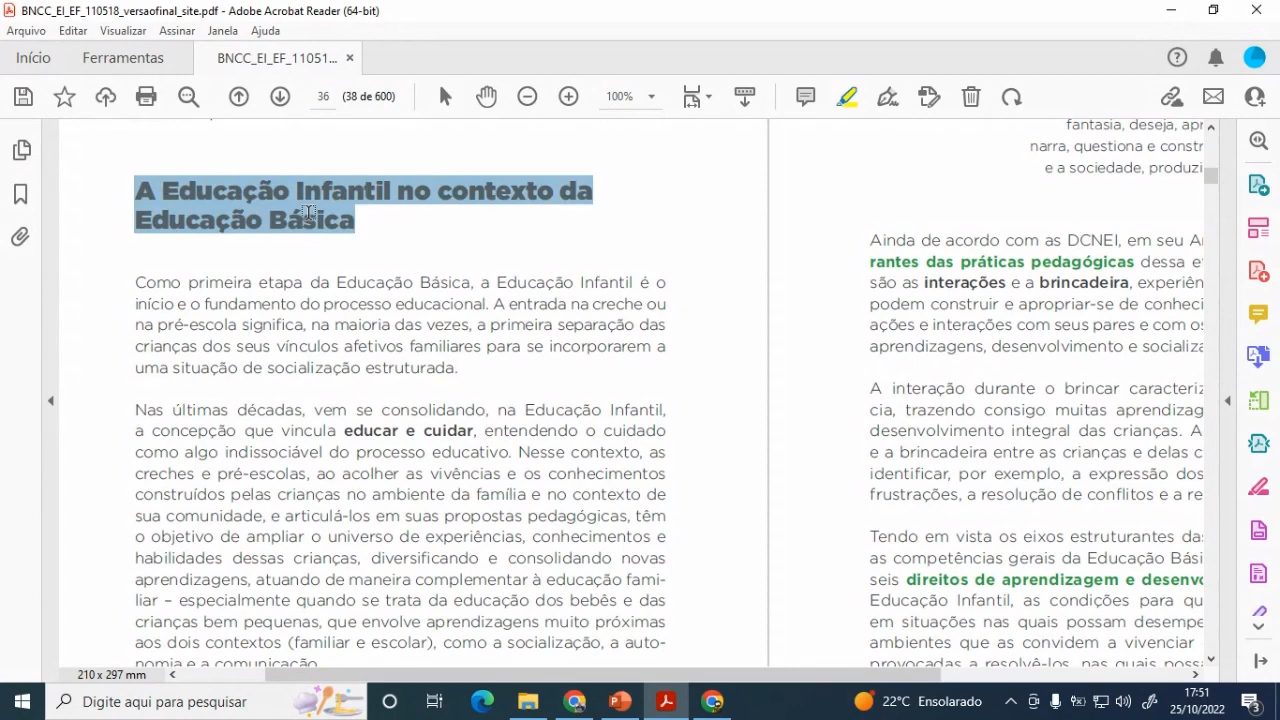 BNCC_EI_EF_110518_versaofinal_site.pdf - Adobe Acrobat Reader (64-bit)
Arquivo Editar Visualizar Assinar Janela Ajuda
Início Ferramentas BNCC_EI_EF_11051... ×
36 (38 de 600) 100%
A Educação Infantil no contexto da
Educação Básica
Como primeira etapa da Educação Básica, a Educação Infantil é o
início e o fundamento do processo educacional. A entrada na creche ou
na pré-escola significa, na maioria das vezes, a primeira separação das
crianças dos seus vínculos afetivos familiares para se incorporarem a
uma situação de socialização estruturada.
Nas últimas décadas, vem se consolidando, na Educação Infantil,
a concepção que vincula educar e cuidar, entendendo o cuidado
como algo indissociável do processo educativo. Nesse contexto, as
creches e pré-escolas, ao acolher as vivências e os conhecimentos
construídos pelas crianças no ambiente da família e no contexto de
sua comunidade, e articulá-los em suas propostas pedagógicas, têm
o objetivo de ampliar o universo de experiências, conhecimentos e
habilidades dessas crianças, diversificando e consolidando novas
aprendizagens, atuando de maneira complementar à educação fami-
liar – especialmente quando se trata da educação dos bebês e das
crianças bem pequenas, que envolve aprendizagens muito próximas
aos dois contextos (familiar e escolar), como a socialização, a auto-
nomia e a comunicação.
fantasia, deseja, apr
narra, questiona e constr
e a sociedade, produzi
Ainda de acordo com as DCNEI, em seu A
rantes das práticas pedagógicas dessa e
são as interações e a brincadeira, experiên
podem construir e apropriar-se de conheci
ações e interações com seus pares e com os
aprendizagens, desenvolvimento e socializa
A interação durante o brincar caracteriz
cia, trazendo consigo muitas aprendizag
desenvolvimento integral das crianças. A
e a brincadeira entre as crianças e delas c
identificar, por exemplo, a expressão dos
frustrações, a resolução de conflitos e a re
Tendo em vista os eixos estruturantes das
as competências gerais da Educação Bási
seis direitos de aprendizagem e desenvo
Educação Infantil, as condições para qu
em situações nas quais possam desempe
ambientes que as convidem a vivenciar
provocadas a resolvê-los, nas quais poss
210 x 297 mm
Digite aqui para pesquisar
22°C Ensolarado
17:51
25/10/2022
3